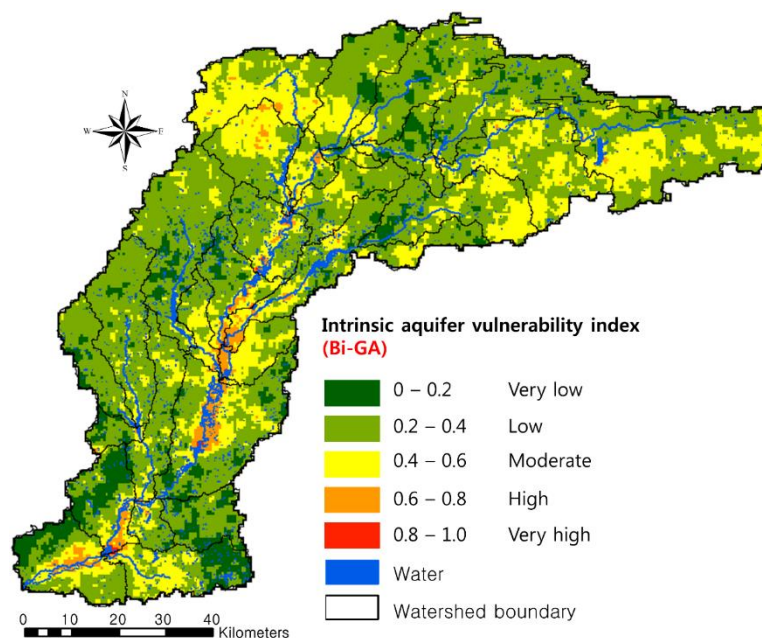 N
W E
S
Intrinsic aquifer vulnerability index
(Bi-GA)
0 – 0.2 Very low
0.2 – 0.4 Low
0.4 – 0.6 Moderate
0.6 – 0.8 High
0.8 – 1.0 Very high
Water
Watershed boundary
0 10 20 30 40
Kilometers